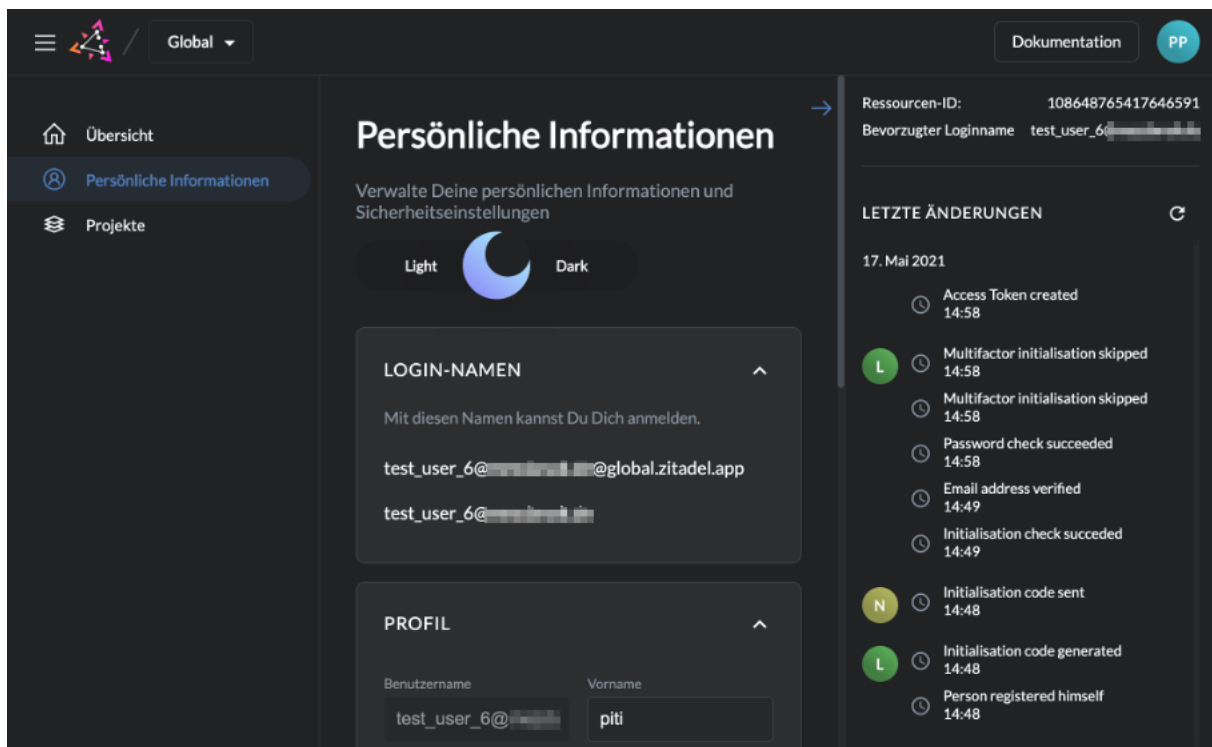 Global
Dokumentation
PP
Übersicht
Persönliche Informationen
Projekte
Persönliche Informationen
Verwalte Deine persönlichen Informationen und
Sicherheitseinstellungen
Light
Dark
LOGIN-NAMEN
Mit diesen Namen kannst Du Dich anmelden.
test_user_6@ @global.zitadel.app
test_user_6@
PROFIL
Benutzername
Vorname
test_user_6@
piti
Ressourcen-ID: 108648765417646591
Bevorzugter Loginname test_user_6@
LETZTE ÄNDERUNGEN
17. Mai 2021
Access Token created
14:58
L
Multifactor initialisation skipped
14:58
Multifactor initialisation skipped
14:58
Password check succeeded
14:58
Email address verified
14:49
Initialisation check succeded
14:49
N
Initialisation code sent
14:48
L
Initialisation code generated
14:48
Person registered himself
14:48